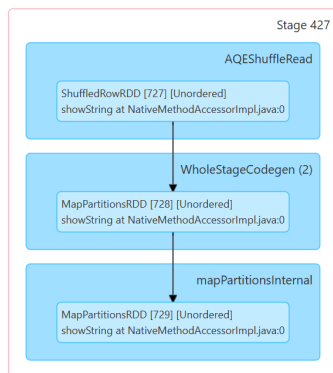 Stage 427
AQEShuffleRead
ShuffledRowRDD [727] [Unordered]
showString at NativeMethodAccessorImpl.java:0
WholeStageCodegen (2)
MapPartitionsRDD [728] [Unordered]
showString at NativeMethodAccessorImpl.java:0
mapPartitionsInternal
MapPartitionsRDD [729] [Unordered]
showString at NativeMethodAccessorImpl.java:0